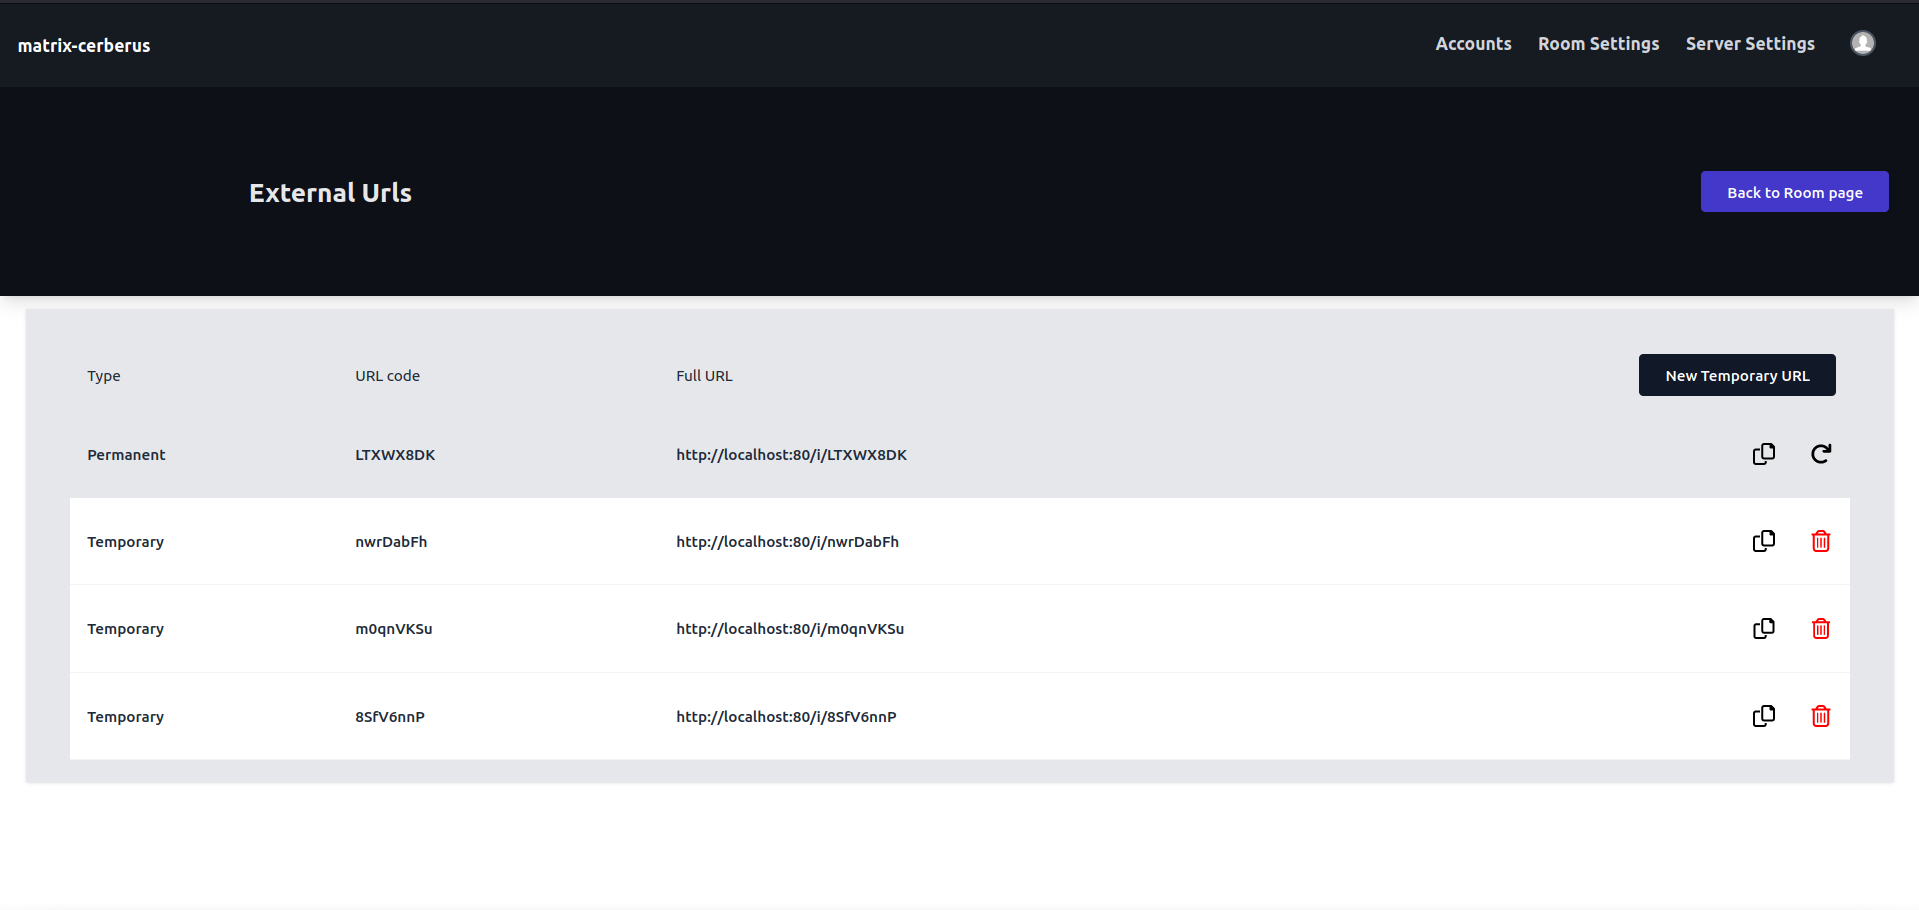 matrix-cerberus
Accounts Room Settings Server Settings
External Urls
Back to Room page
Type URL code Full URL New Temporary URL
Permanent LTXWX8DK http://localhost:80/i/LTXWX8DK
Temporary nwrDabFh http://localhost:80/i/nwrDabFh
Temporary m0qnVKSu http://localhost:80/i/m0qnVKSu
Temporary 8SfV6nnP http://localhost:80/i/8SfV6nnP